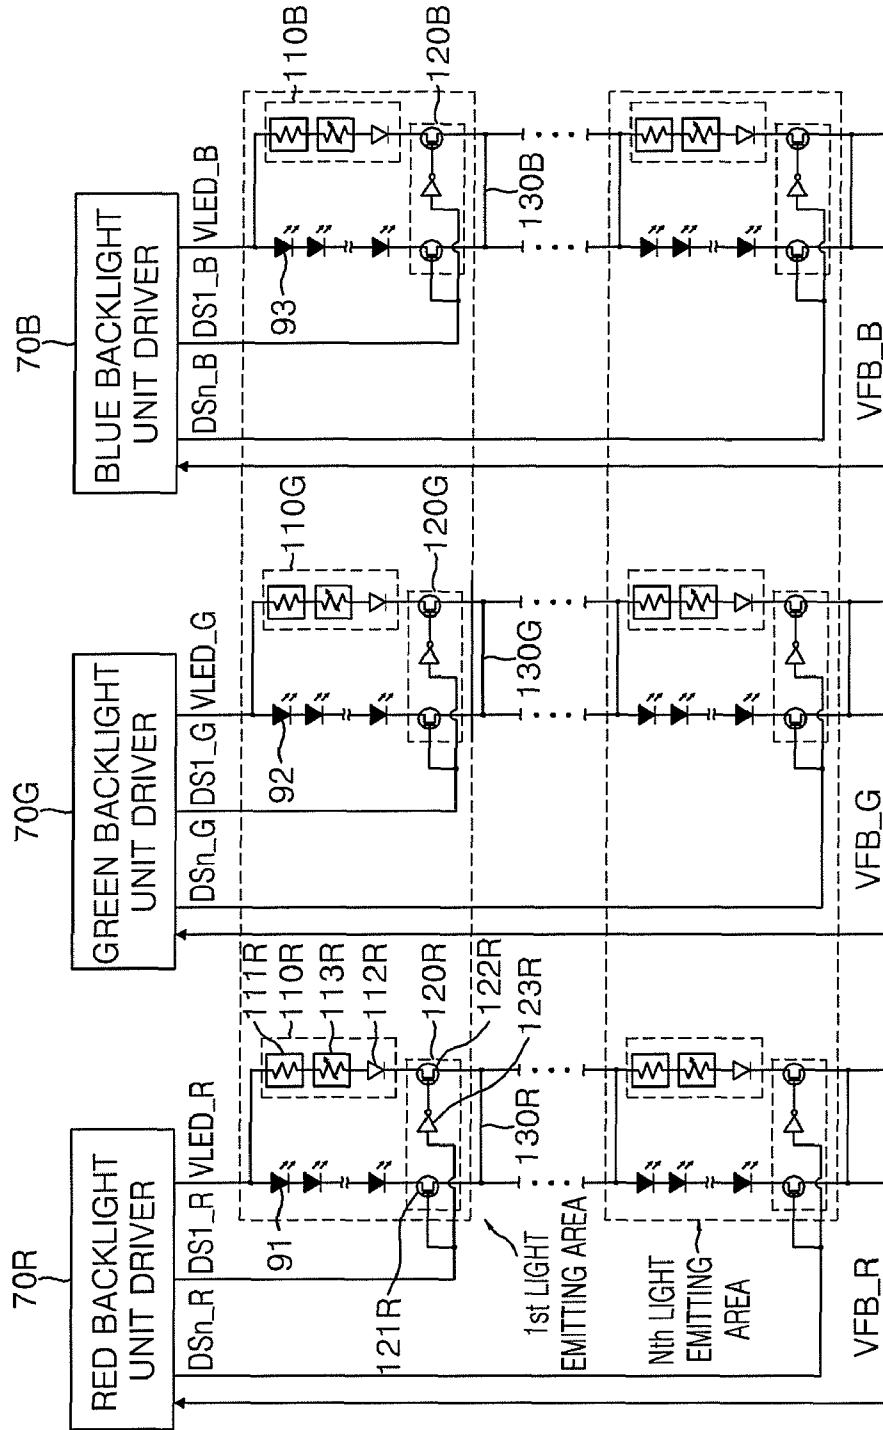 70R
RED BACKLIGHT
UNIT DRIVER
DSn_R
DS1_R
VLED_R
91
111R
110R
113R
112R
120R
122R
123R
121R
130R
1st LIGHT
EMITTING AREA
Nth LIGHT
EMITTING
AREA
VFB_R
70G
GREEN BACKLIGHT
UNIT DRIVER
DSn_G
DS1_G
VLED_G
92
110G
120G
130G
VFB_G
70B
BLUE BACKLIGHT
UNIT DRIVER
DSn_B
DS1_B
VLED_B
93
110B
120B
130B
VFB_B